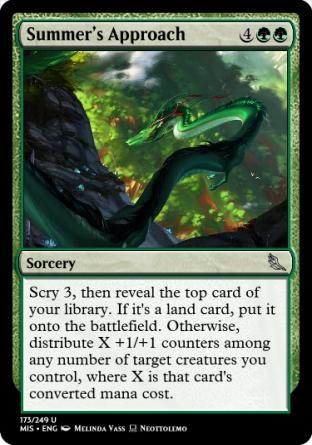 Summer's Approach 4
Sorcery
Scry 3, then reveal the top card of
your library. If it's a land card, put it
onto the battlefield. Otherwise,
distribute X +1/+1 counters among
any number of target creatures you
control, where X is that card's
converted mana cost.
173/249 U
MIS • ENG MELINDA VASS NEOTTOLEMO